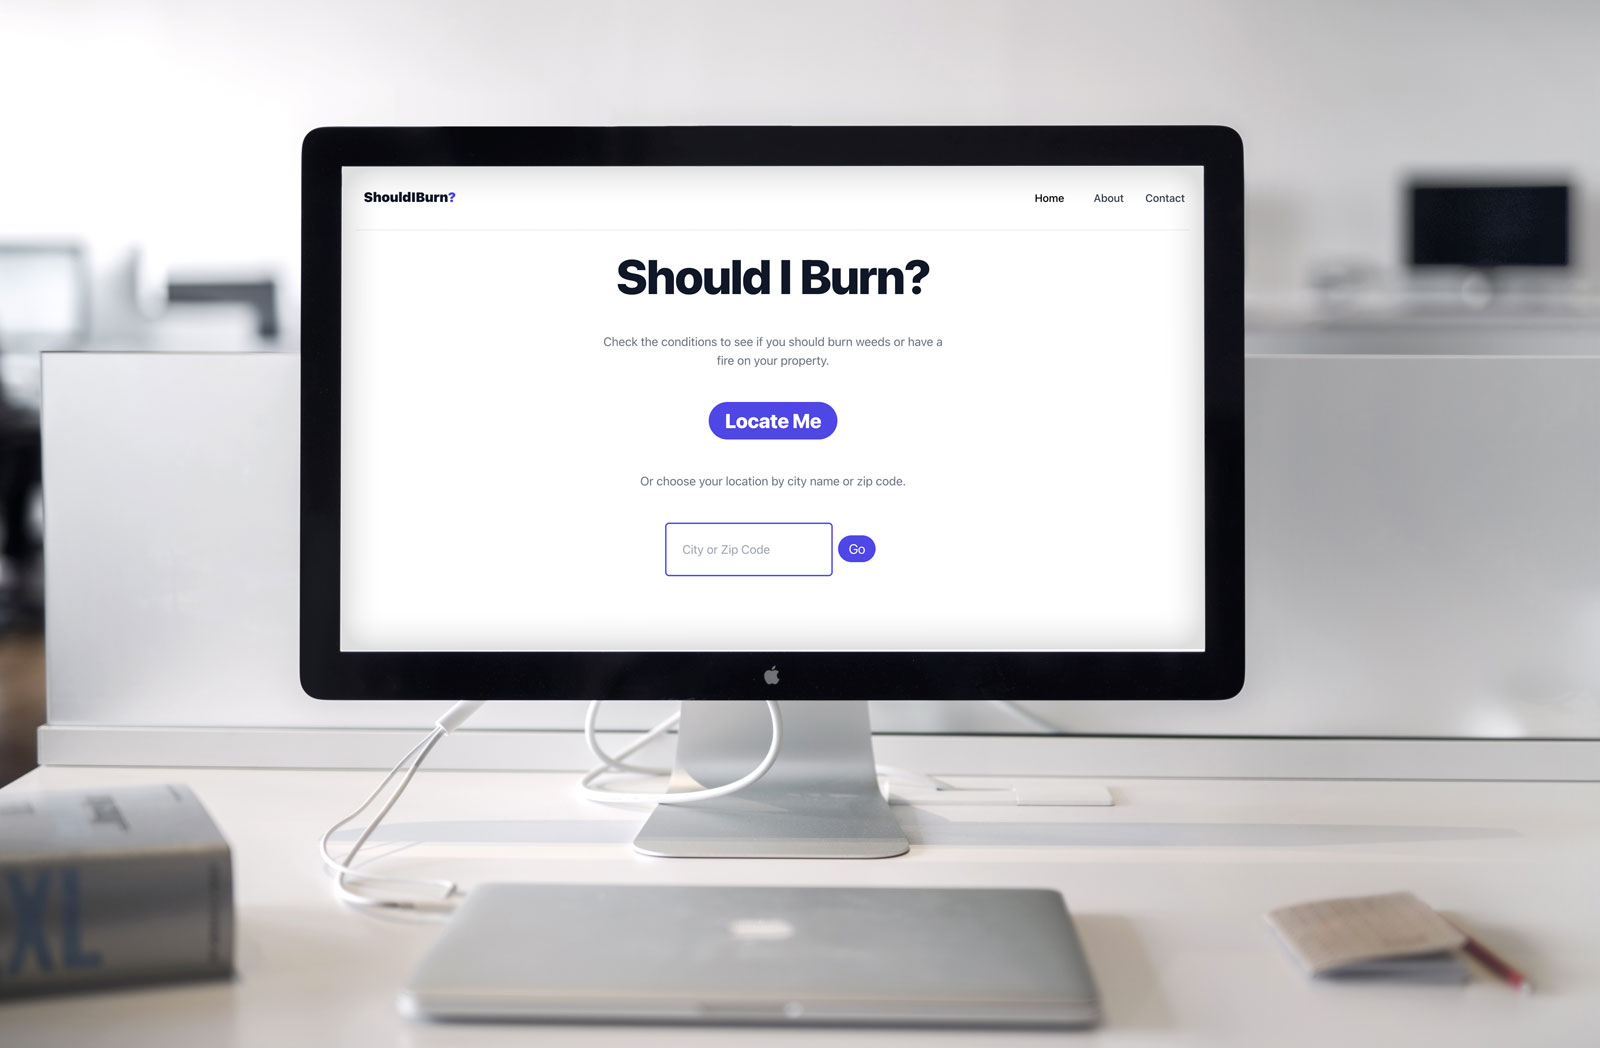 ShouldIBurn?
Home About Contact
Should I Burn?
Check the conditions to see if you should burn weeds or have a
fire on your property.
Locate Me
Or choose your location by city name or zip code.
City or Zip Code Go
XL